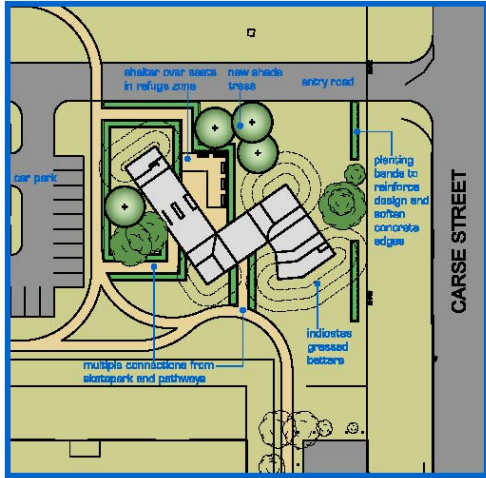 shelter over seats
in refuge zone
new shade
trees
entry road
car park
planting
bands to
reinforce
design and
soften
concrete
edges
CARSE STREET
indicates
grassed
batters
multiple connections from
skatepark and pathways